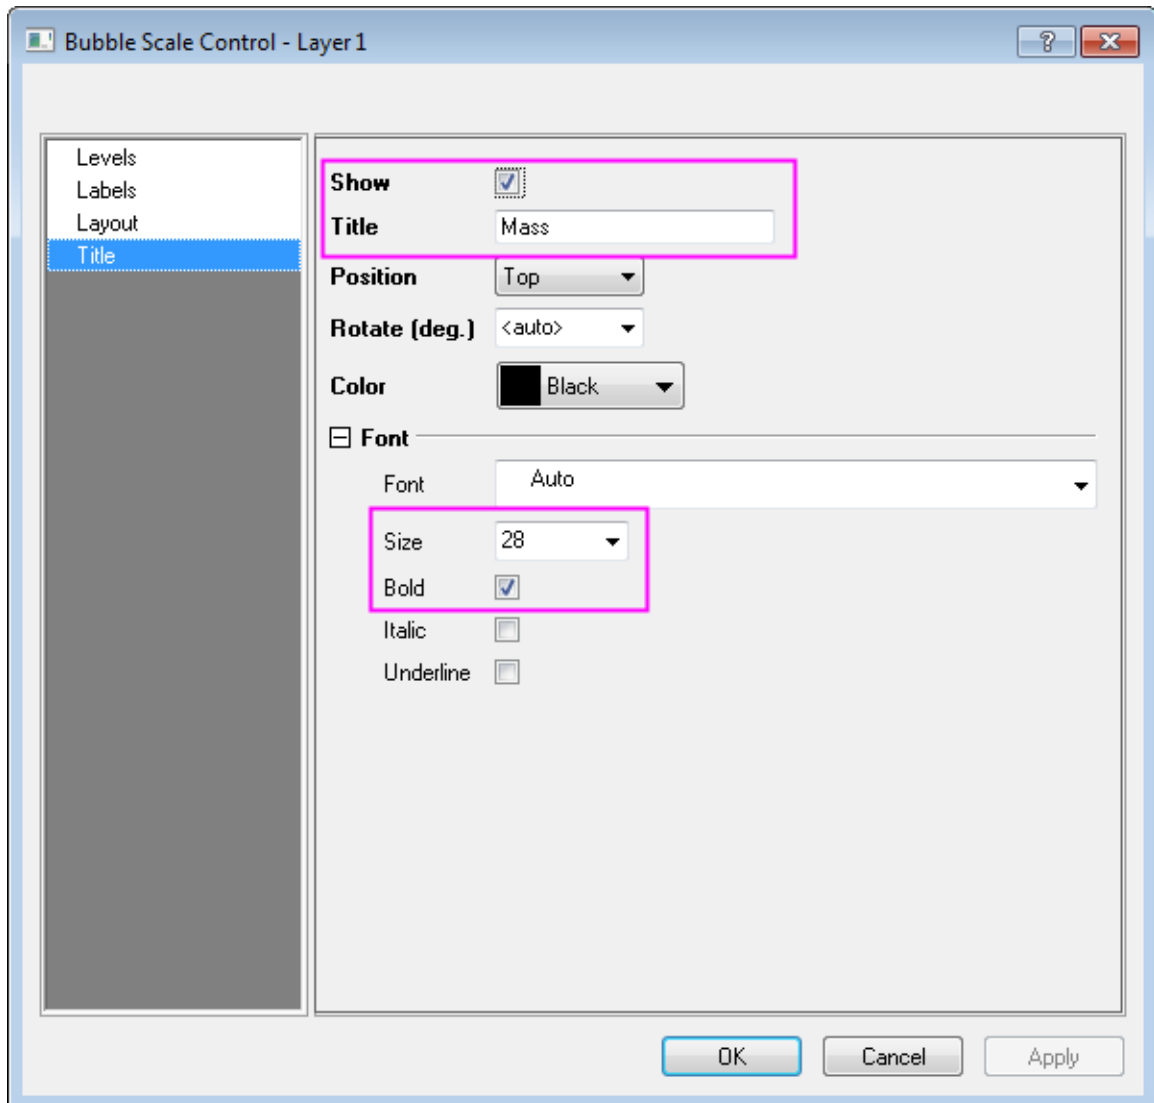 Bubble Scale Control - Layer 1
?
Levels
Labels
Layout
Title
Show
Title Mass
Position Top
Rotate (deg.) <auto>
Color Black
Font
Font Auto
Size 28
Bold
Italic
Underline
OK Cancel Apply